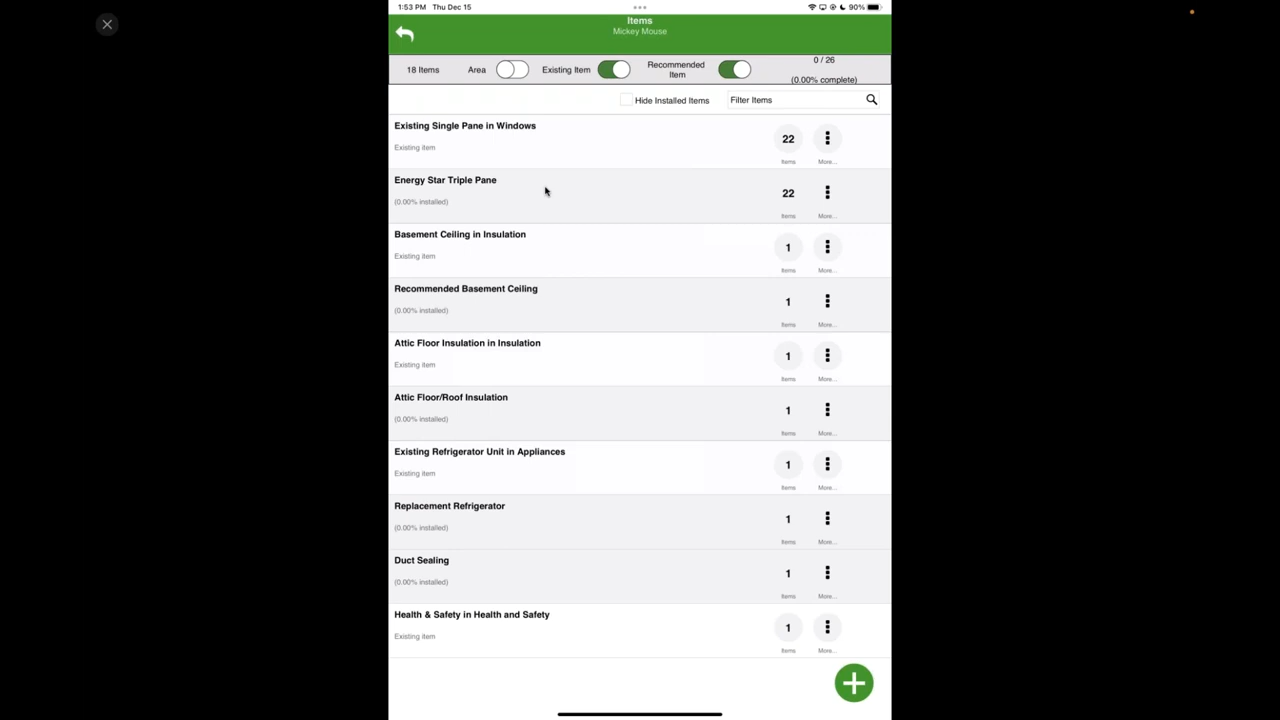 1:53 PM Thu Dec 15
90%
Items
Mickey Mouse
18 Items
Area
Existing Item
Recommended
Item
0 / 26
(0.00% complete)
Hide Installed Items
Filter Items
Existing Single Pane in Windows
Existing item
22
Items
More...
Energy Star Triple Pane
(0.00% installed)
22
Items
More...
Basement Ceiling in Insulation
Existing item
1
Items
More...
Recommended Basement Ceiling
(0.00% installed)
1
Items
More...
Attic Floor Insulation in Insulation
Existing item
1
Items
More...
Attic Floor/Roof Insulation
(0.00% installed)
1
Items
More...
Existing Refrigerator Unit in Appliances
Existing item
1
Items
More...
Replacement Refrigerator
(0.00% installed)
1
Items
More...
Duct Sealing
(0.00% installed)
1
Items
More...
Health & Safety in Health and Safety
Existing item
1
Items
More...